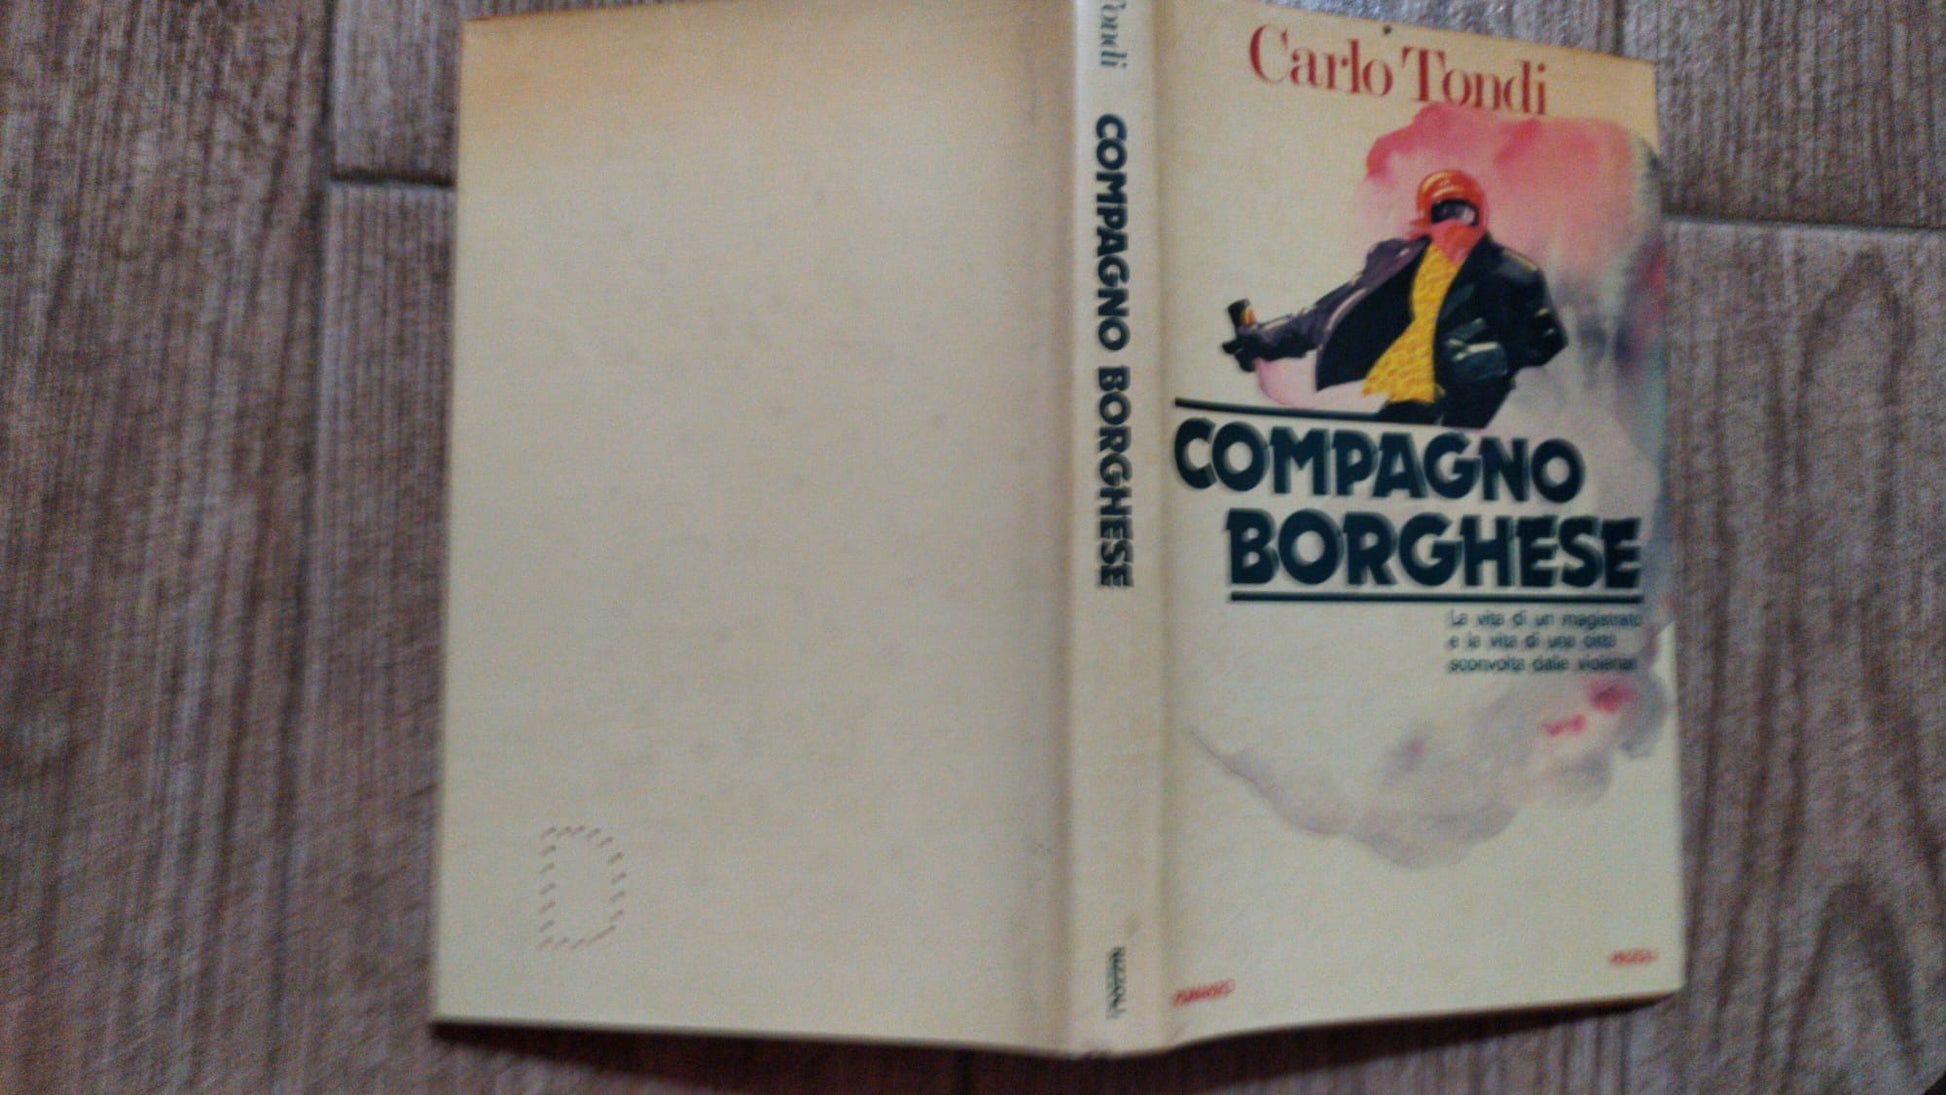 Tondi COMPAGNO BORGHESE
Carlo Tondi
COMPAGNO
BORGHESE
La vita di un magistrato
e la vita di una città
sconvolta dalle violenze
ROMANZO